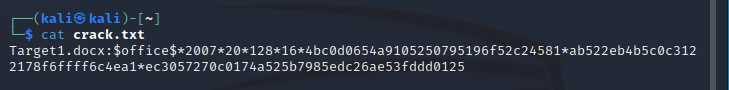 ┌──(kali㉿kali)-[~]
└─$ cat crack.txt
Target1.docx:$office$*2007*20*128*16*4bc0d0654a9105250795196f52c24581*ab522eb4b5c0c312
2178f6ffff6c4ea1*ec3057270c0174a525b7985edc26ae53fddd0125